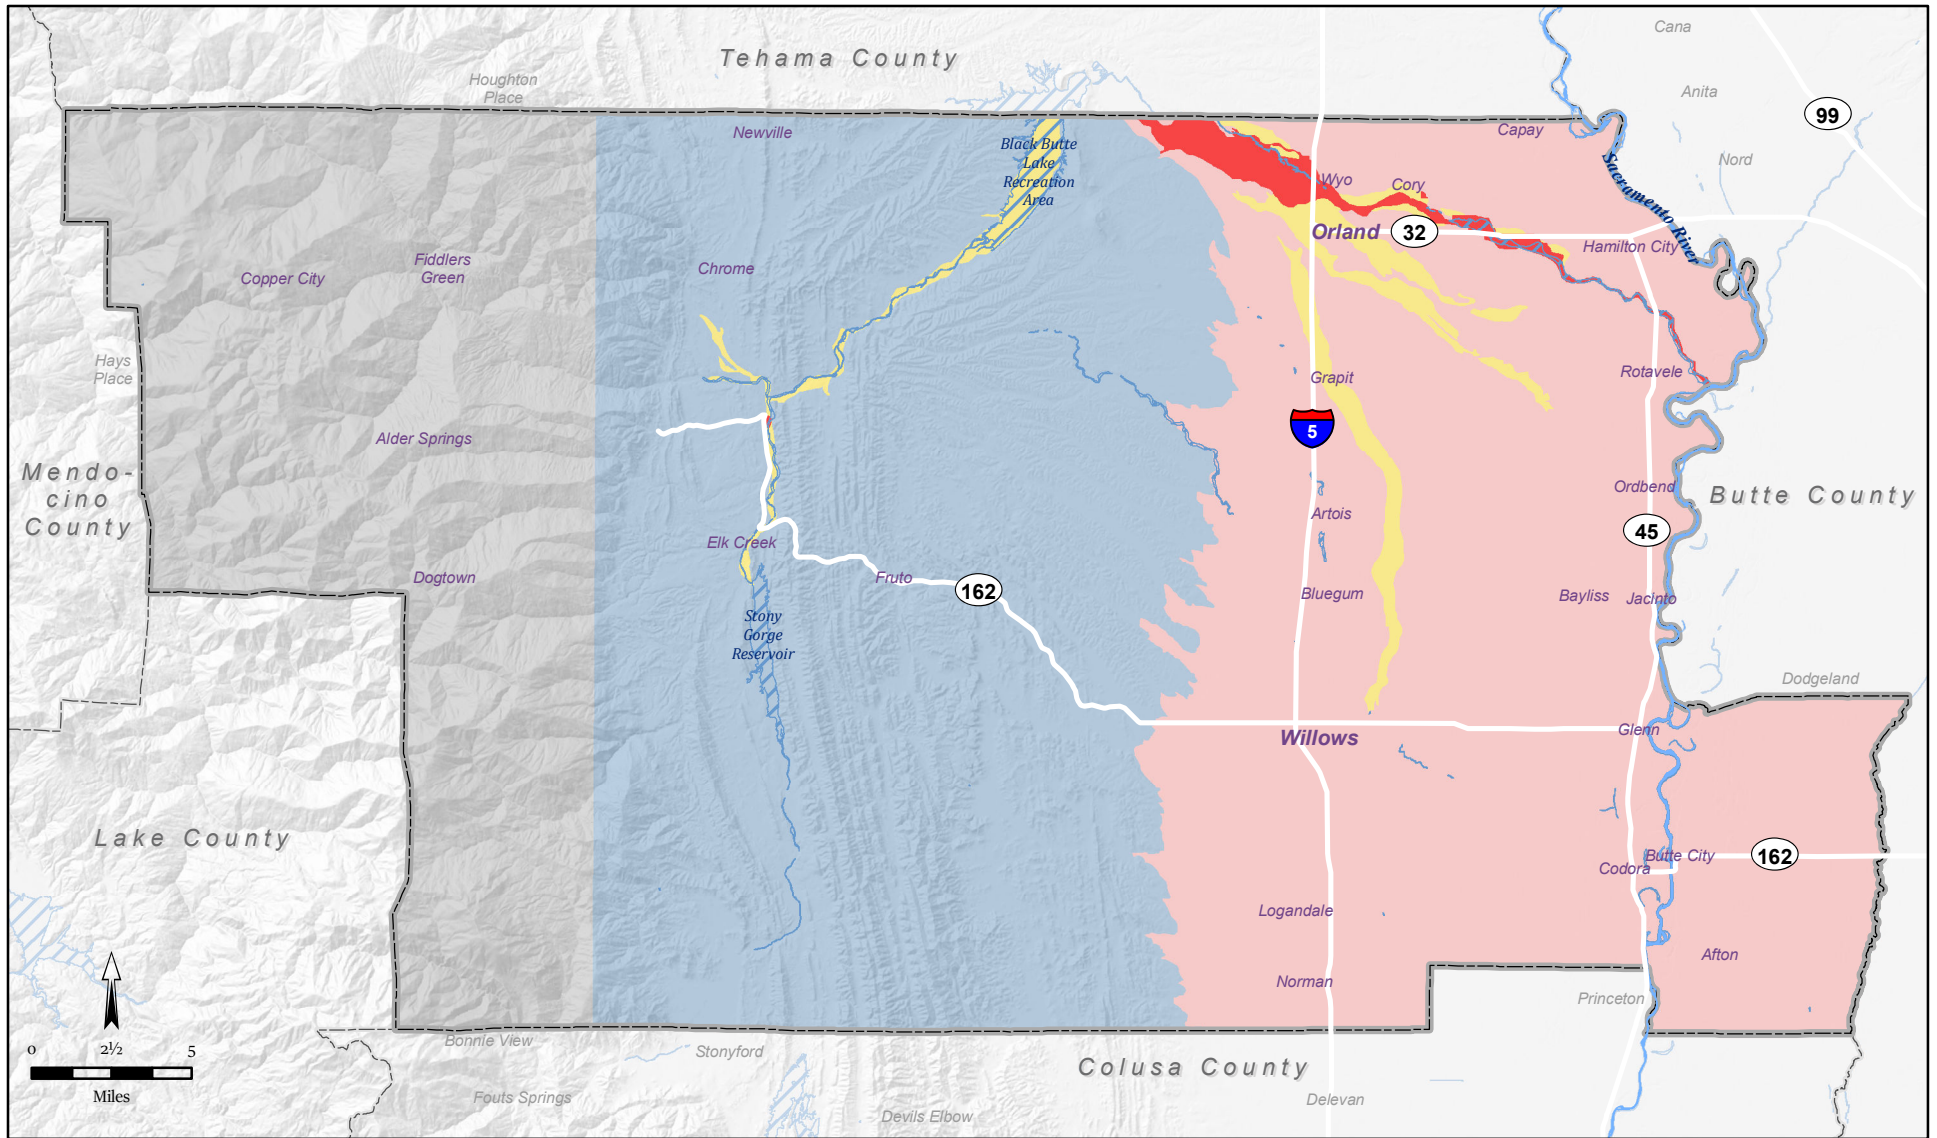 Tehama County
Cana
Houghton
Place
Anita
99
Newville
Capay
Black Butte
Lake
Recreation
Area
Nord
Sacramento River
Wyo
Cory
Orland
32
Hamilton City
Copper City
Fiddlers
Green
Chrome
Hays
Place
Grapit
Rotavele
5
Alder Springs
Mendo-
cino
County
Ordbend
Butte County
Artois
45
Elk Creek
Dogtown
Fruto
162
Bluegum
Bayliss
Jacinto
Stony
Gorge
Reservoir
Dodgeland
Willows
Glenn
Lake County
Butte City
162
Codora
Logandale
Afton
Norman
Princeton
0
2½
5
Miles
Bonnie View
Stonyford
Colusa County
Fouts Springs
Devils Elbow
Delevan